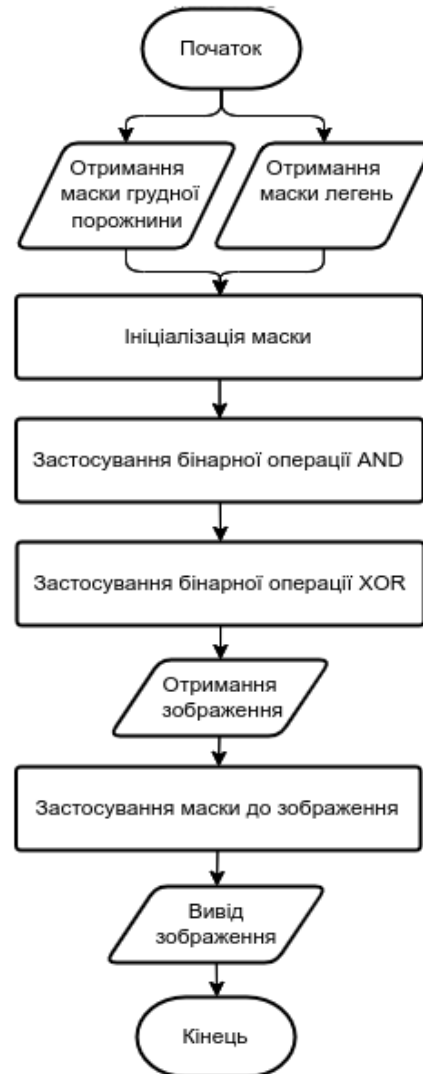 Початок
Отримання
маски грудної
порожнини
Отримання
маски легень
Ініціалізація маски
Застосування бінарної операції AND
Застосування бінарної операції XOR
Отримання
зображення
Застосування маски до зображення
Вивід
зображення
Кінець